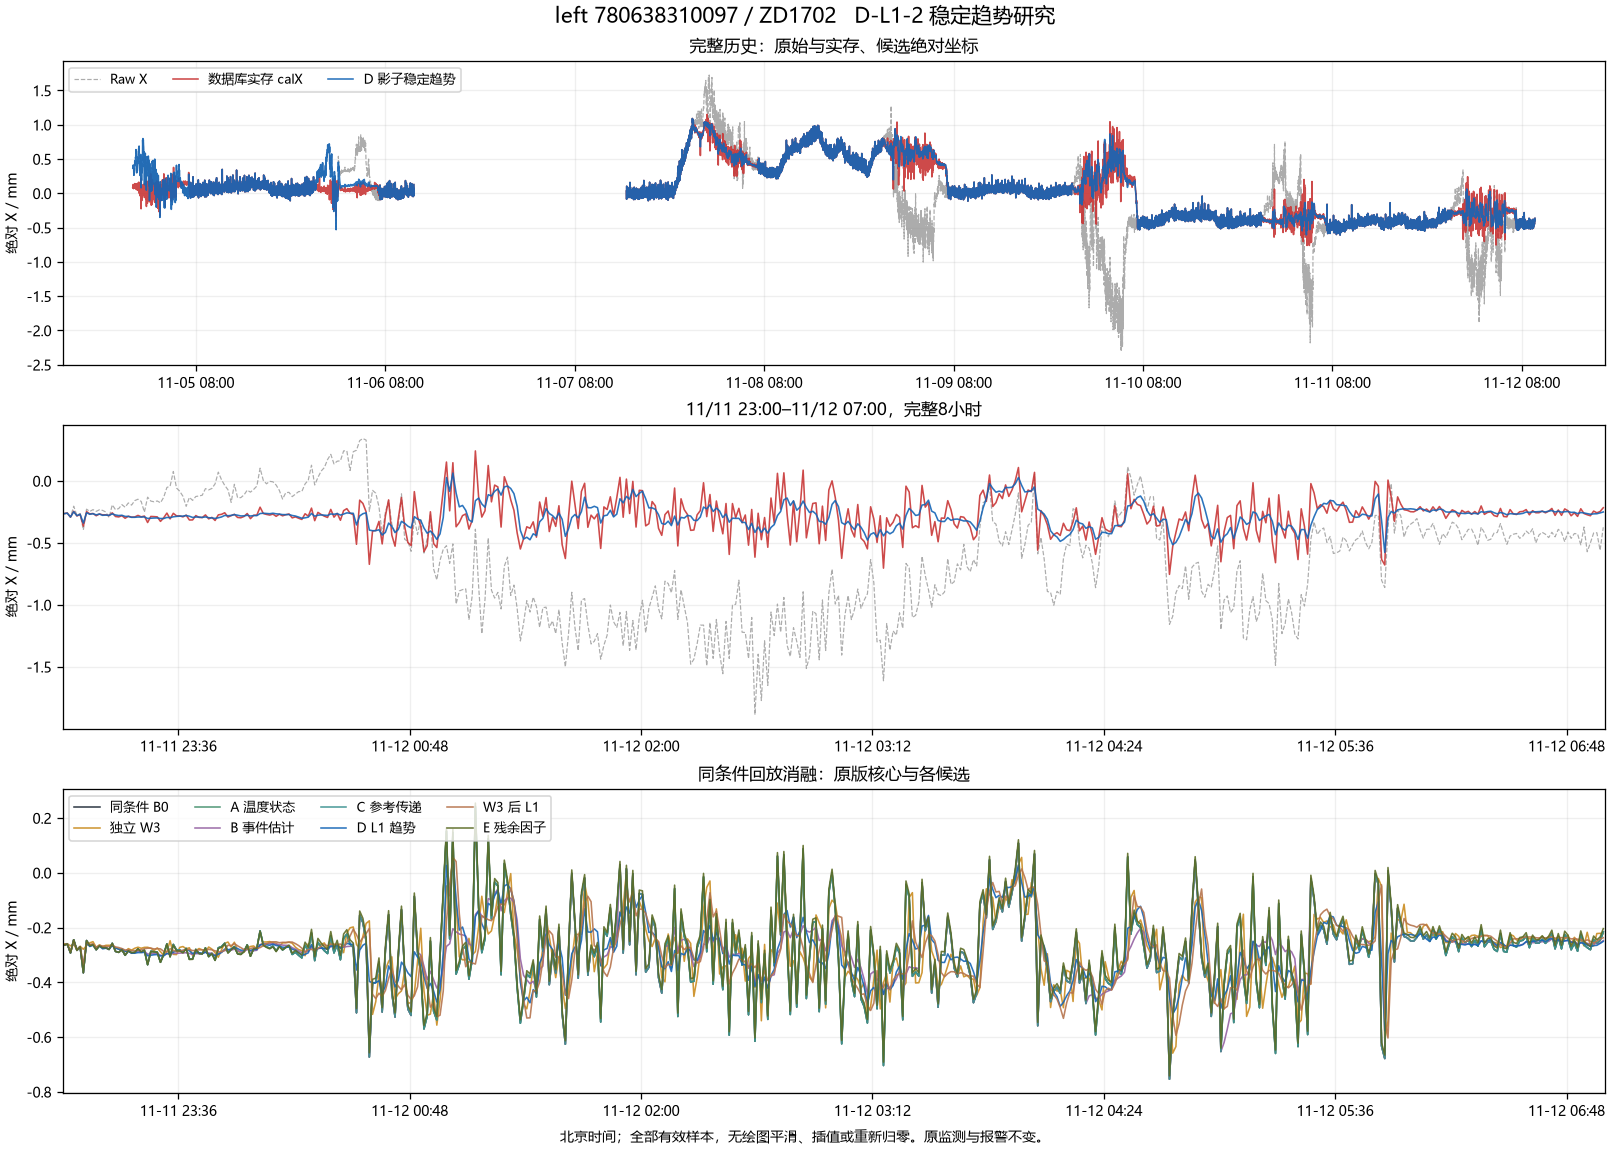 left 780638310097 / ZD1702   D-L1-2 稳定趋势研究
完整历史：原始与实存、候选绝对坐标
Raw X
数据库实存 calX
D 影子稳定趋势
绝对 X / mm
1.5
1.0
0.5
0.0
-0.5
-1.0
-1.5
-2.0
-2.5
11-05 08:00
11-06 08:00
11-07 08:00
11-08 08:00
11-09 08:00
11-10 08:00
11-11 08:00
11-12 08:00
11/11 23:00–11/12 07:00，完整8小时
绝对 X / mm
0.0
-0.5
-1.0
-1.5
11-11 23:36
11-12 00:48
11-12 02:00
11-12 03:12
11-12 04:24
11-12 05:36
11-12 06:48
同条件回放消融：原版核心与各候选
同条件 B0
A 温度状态
C 参考传递
W3 后 L1
独立 W3
B 事件估计
D L1 趋势
E 残余因子
绝对 X / mm
0.2
0.0
-0.2
-0.4
-0.6
-0.8
11-11 23:36
11-12 00:48
11-12 02:00
11-12 03:12
11-12 04:24
11-12 05:36
11-12 06:48
北京时间；全部有效样本，无绘图平滑、插值或重新归零。原监测与报警不变。